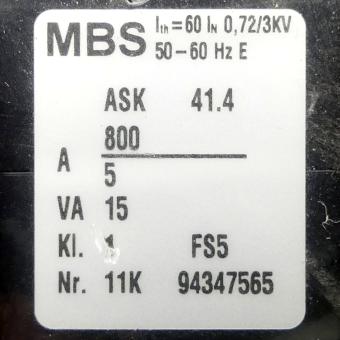 MBS Ith=60 IN 0,72/3KV
50-60 Hz E
ASK 41.4
A 800
5
VA 15
Kl. 1 FS5
Nr. 11K 94347565